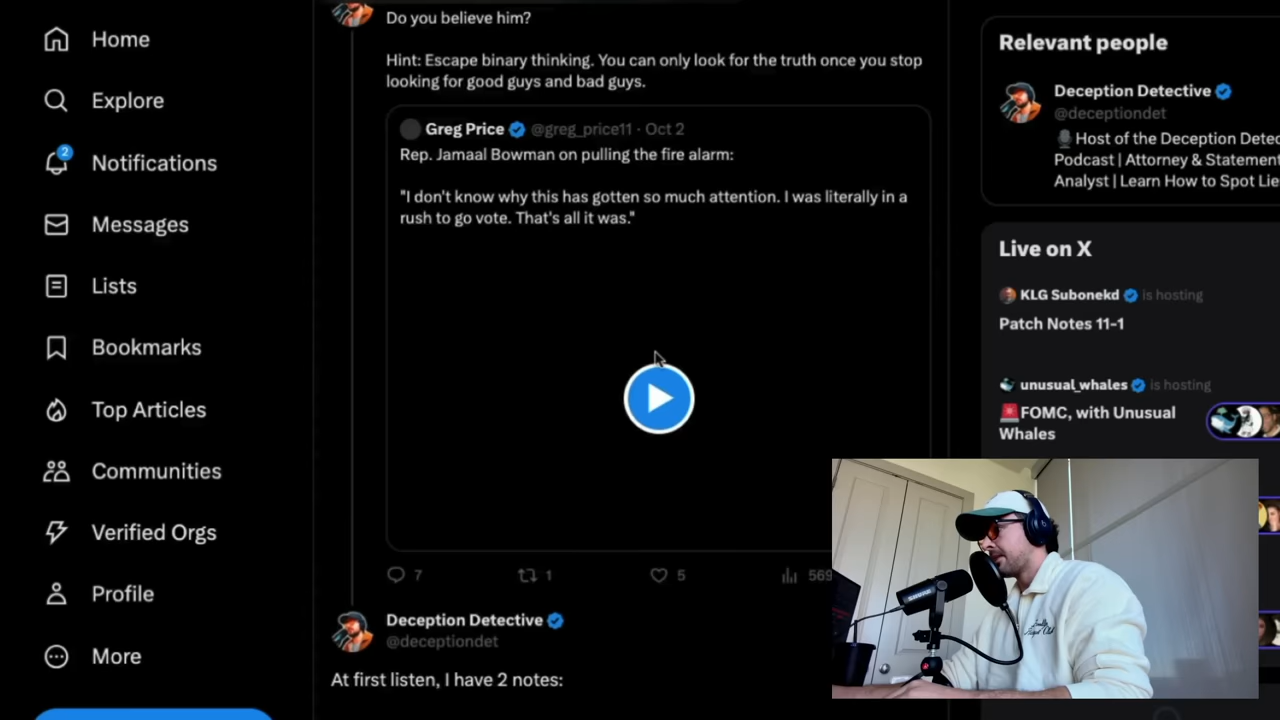 Home
Explore
2
Notifications
Messages
Lists
Bookmarks
Top Articles
Communities
Verified Orgs
Profile
More
Do you believe him?
Hint: Escape binary thinking. You can only look for the truth once you stop
looking for good guys and bad guys.
Greg Price @greg_price11 · Oct 2
Rep. Jamaal Bowman on pulling the fire alarm:
"I don't know why this has gotten so much attention. I was literally in a
rush to go vote. That's all it was."
7
1
5
569
Deception Detective
@deceptiondet
At first listen, I have 2 notes:
Relevant people
Deception Detective
@deceptiondet
Host of the Deception Detec
Podcast | Attorney & Statement
Analyst | Learn How to Spot Lie
Live on X
KLG Subonekd is hosting
Patch Notes 11-1
unusual_whales is hosting
🚨FOMC, with Unusual
Whales
SHURE